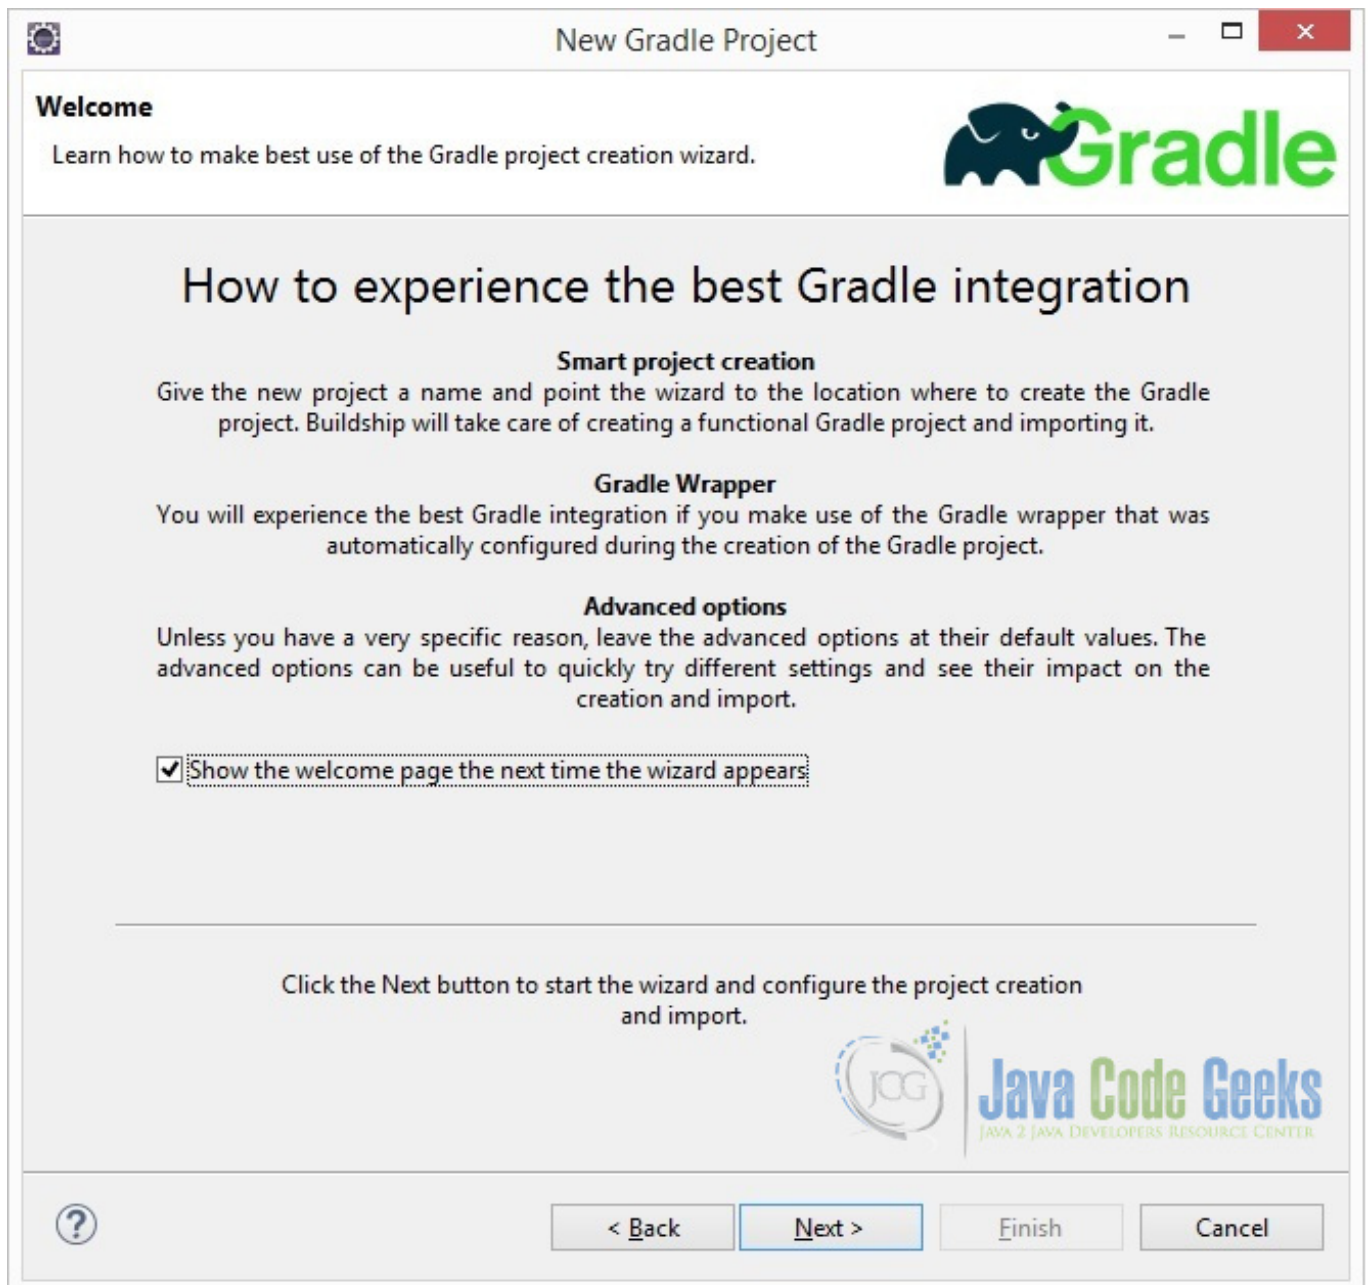 New Gradle Project
Welcome
Learn how to make best use of the Gradle project creation wizard.
Gradle
How to experience the best Gradle integration
Smart project creation
Give the new project a name and point the wizard to the location where to create the Gradle
project. Buildship will take care of creating a functional Gradle project and importing it.
Gradle Wrapper
You will experience the best Gradle integration if you make use of the Gradle wrapper that was
automatically configured during the creation of the Gradle project.
Advanced options
Unless you have a very specific reason, leave the advanced options at their default values. The
advanced options can be useful to quickly try different settings and see their impact on the
creation and import.
Show the welcome page the next time the wizard appears
Click the Next button to start the wizard and configure the project creation
and import.
JCG
Java Code Geeks
JAVA 2 JAVA DEVELOPERS RESOURCE CENTER
?
< Back
Next >
Finish
Cancel